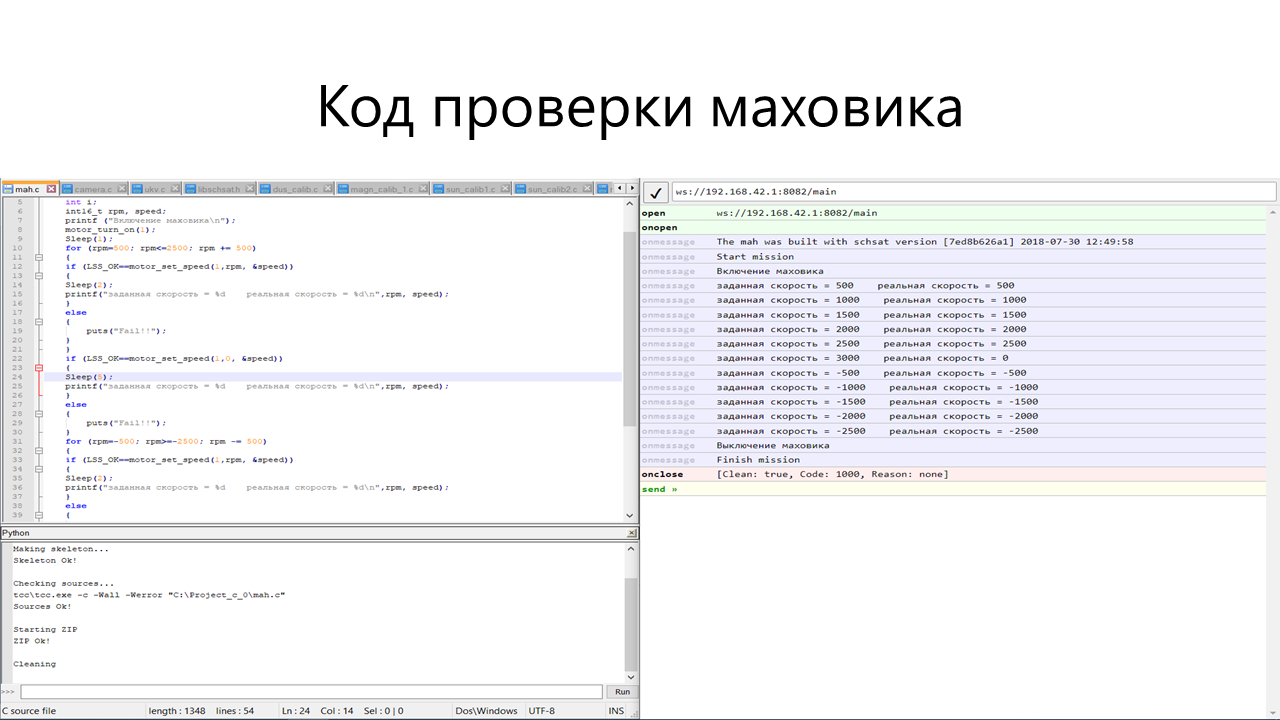 Код проверки маховика
mah.c camera.c ukv.c libschsat.h dus_calib.c magn_calib_1.c sun_calib1.c sun_calib2.c
5 int i;
6 int16_t rpm, speed;
7 printf ("Включение маховика\n");
8 motor_turn_on(1);
9 Sleep(1);
10 for (rpm=500; rpm<=2500; rpm += 500)
11 {
12 if (LSS_OK==motor_set_speed(1,rpm, &speed))
13 {
14 Sleep(2);
15 printf("заданная скорость = %d реальная скорость = %d\n",rpm, speed);
16 }
17 else
18 {
19 puts("Fail!!");
20 }
21 }
22 if (LSS_OK==motor_set_speed(1,0, &speed))
23 {
24 Sleep(5);
25 printf("заданная скорость = %d реальная скорость = %d\n",rpm, speed);
26 }
27 else
28 {
29 puts("Fail!!");
30 }
31 for (rpm=-500; rpm>=-2500; rpm -= 500)
32 {
33 if (LSS_OK==motor_set_speed(1,rpm, &speed))
34 {
35 Sleep(2);
36 printf("заданная скорость = %d реальная скорость = %d\n",rpm, speed);
37 }
38 else
39 {
Python
Making skeleton...
Skeleton Ok!
Checking sources...
tcc\tcc.exe -c -Wall -Werror "C:\Project_c_0\mah.c"
Sources Ok!
Starting ZIP
ZIP Ok!
Cleaning
>>> Run
C source file length : 1348 lines : 54 Ln : 24 Col : 14 Sel : 0 | 0 Dos\Windows UTF-8 INS
ws://192.168.42.1:8082/main
open ws://192.168.42.1:8082/main
onopen
onmessage The mah was built with schsat version [7ed8b626a1] 2018-07-30 12:49:58
onmessage Start mission
onmessage Включение маховика
onmessage заданная скорость = 500 реальная скорость = 500
onmessage заданная скорость = 1000 реальная скорость = 1000
onmessage заданная скорость = 1500 реальная скорость = 1500
onmessage заданная скорость = 2000 реальная скорость = 2000
onmessage заданная скорость = 2500 реальная скорость = 2500
onmessage заданная скорость = 3000 реальная скорость = 0
onmessage заданная скорость = -500 реальная скорость = -500
onmessage заданная скорость = -1000 реальная скорость = -1000
onmessage заданная скорость = -1500 реальная скорость = -1500
onmessage заданная скорость = -2000 реальная скорость = -2000
onmessage заданная скорость = -2500 реальная скорость = -2500
onmessage Выключение маховика
onmessage Finish mission
onclose [Clean: true, Code: 1000, Reason: none]
send »